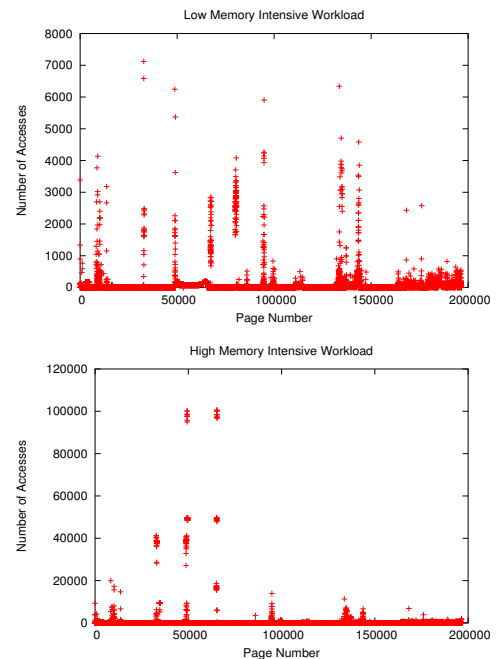 Low Memory Intensive Workload
8000
7000
6000
5000
4000
3000
2000
1000
0
Number of Accesses
0 50000 100000 150000 200000
Page Number
High Memory Intensive Workload
120000
100000
80000
60000
40000
20000
0
Number of Accesses
0 50000 100000 150000 200000
Page Number